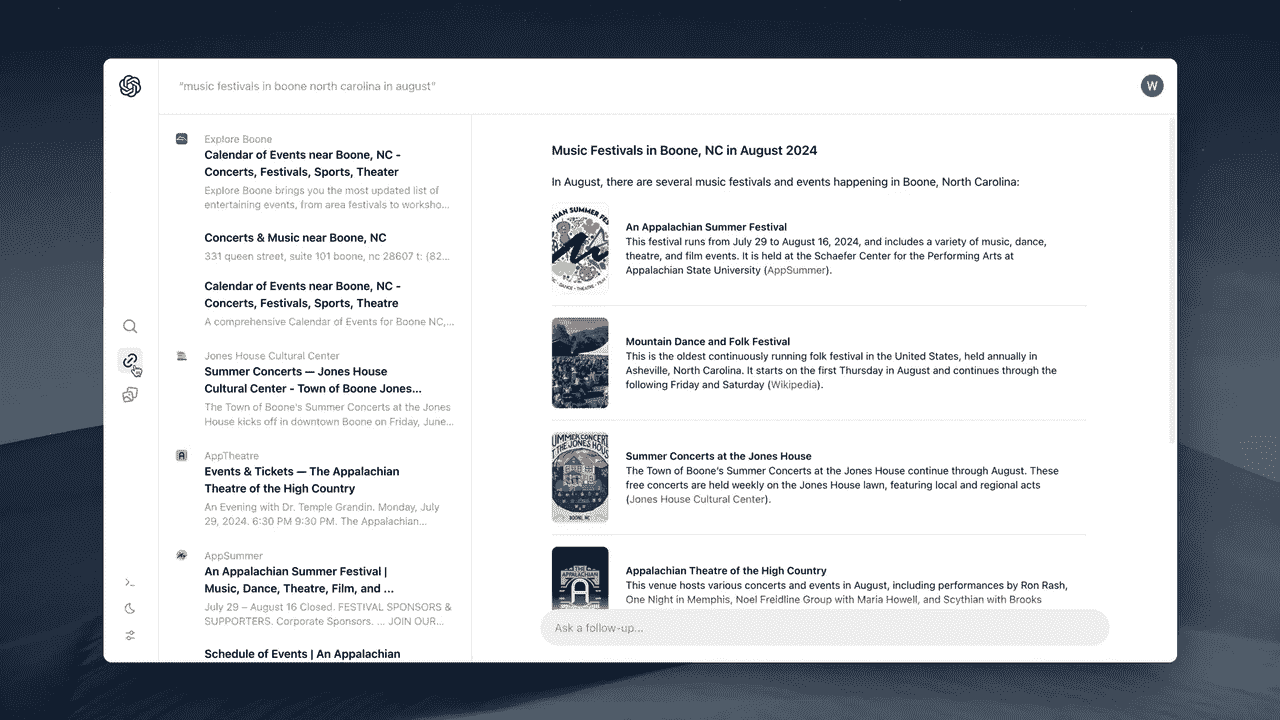 "music festivals in boone north carolina in august"
W
Explore Boone
Calendar of Events near Boone, NC -
Concerts, Festivals, Sports, Theater
Explore Boone brings you the most updated list of
entertaining events, from area festivals to worksho...
Concerts & Music near Boone, NC
331 queen street, suite 101 boone, nc 28607 t: (82...
Calendar of Events near Boone, NC -
Concerts, Festivals, Sports, Theatre
A comprehensive Calendar of Events for Boone NC,...
Jones House Cultural Center
Summer Concerts — Jones House
Cultural Center - Town of Boone Jones...
The Town of Boone's Summer Concerts at the Jones
House kicks off in downtown Boone on Friday, June...
AppTheatre
Events & Tickets — The Appalachian
Theatre of the High Country
An Evening with Dr. Temple Grandin. Monday, July
29, 2024. 6:30 PM 9:30 PM. The Appalachian...
AppSummer
An Appalachian Summer Festival |
Music, Dance, Theatre, Film, and ...
July 29 – August 16 Closed. FESTIVAL SPONSORS &
SUPPORTERS. Corporate Sponsors. ... JOIN OUR...
Schedule of Events | An Appalachian
Music Festivals in Boone, NC in August 2024
In August, there are several music festivals and events happening in Boone, North Carolina:
An Appalachian Summer Festival
This festival runs from July 29 to August 16, 2024, and includes a variety of music, dance,
theatre, and film events. It is held at the Schaefer Center for the Performing Arts at
Appalachian State University (AppSummer).
Mountain Dance and Folk Festival
This is the oldest continuously running folk festival in the United States, held annually in
Asheville, North Carolina. It starts on the first Thursday in August and continues through the
following Friday and Saturday (Wikipedia).
SUMMER CONCERT
THE JONES HOUS
BOONE, NC
Summer Concerts at the Jones House
The Town of Boone's Summer Concerts at the Jones House continue through August. These
free concerts are held weekly on the Jones House lawn, featuring local and regional acts
(Jones House Cultural Center).
THE
APPALACHIAN
Appalachian Theatre of the High Country
This venue hosts various concerts and events in August, including performances by Ron Rash,
One Night in Memphis, Noel Freidline Group with Maria Howell, and Scythian with Brooks
Ask a follow-up...